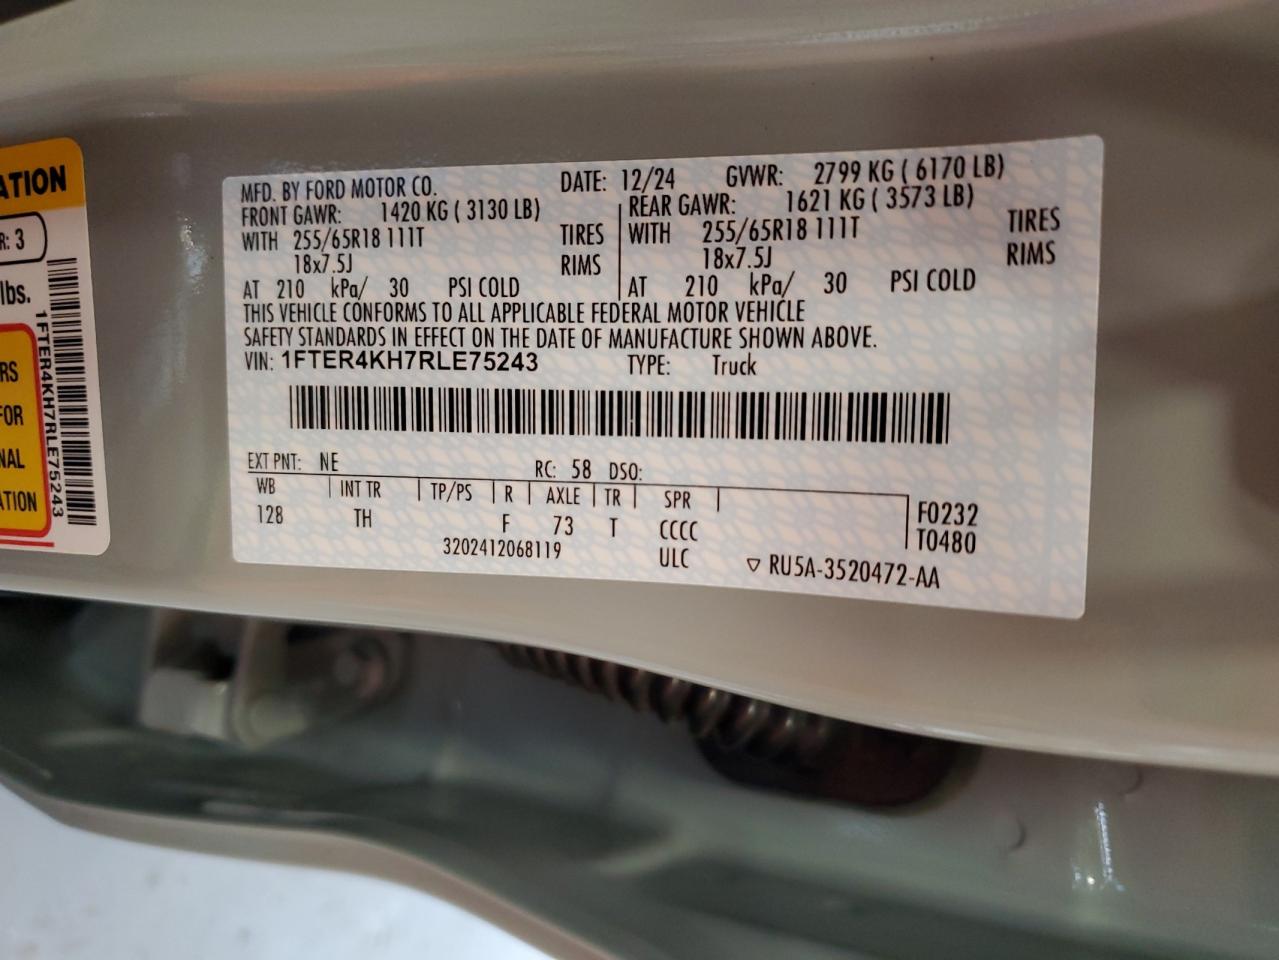 ATION
R: 3
lbs.
RS
FOR
NAL
ATION
1FTER4KH7RLE75243
MFD. BY FORD MOTOR CO. DATE: 12/24 GVWR: 2799 KG ( 6170 LB)
FRONT GAWR: 1420 KG ( 3130 LB) REAR GAWR: 1621 KG ( 3573 LB)
WITH 255/65R18 111T TIRES WITH 255/65R18 111T TIRES
18x7.5J RIMS 18x7.5J RIMS
AT 210 kPa/ 30 PSI COLD AT 210 kPa/ 30 PSI COLD
THIS VEHICLE CONFORMS TO ALL APPLICABLE FEDERAL MOTOR VEHICLE
SAFETY STANDARDS IN EFFECT ON THE DATE OF MANUFACTURE SHOWN ABOVE.
VIN: 1FTER4KH7RLE75243 TYPE: Truck
EXT PNT: NE RC: 58 DSO:
WB INT TR TP/PS R AXLE TR SPR
128 TH F 73 T CCCC
F0232
T0480
3202412068119 ULC ▽ RU5A-3520472-AA